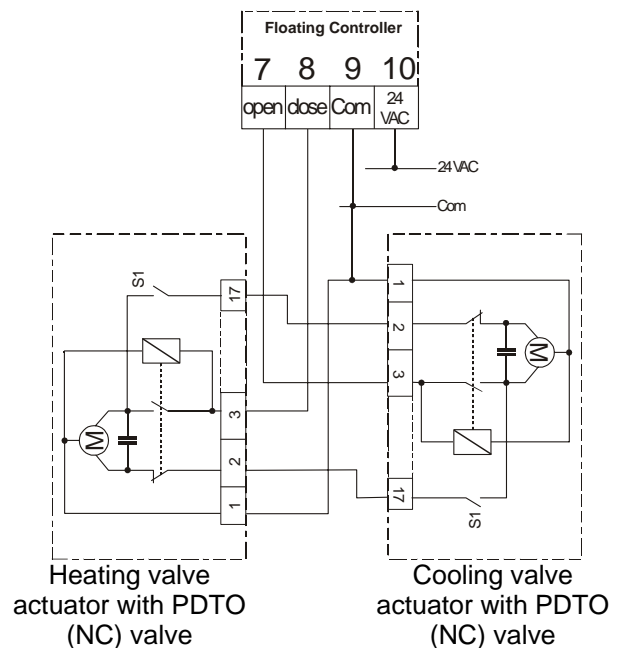 Floating Controller
7 8 9 10
open close Com 24 VAC
24 VAC
Com
S1
17
3
2
1
M
1
2
3
17
M
S1
Heating valve
actuator with PDTO
(NC) valve
Cooling valve
actuator with PDTO
(NC) valve